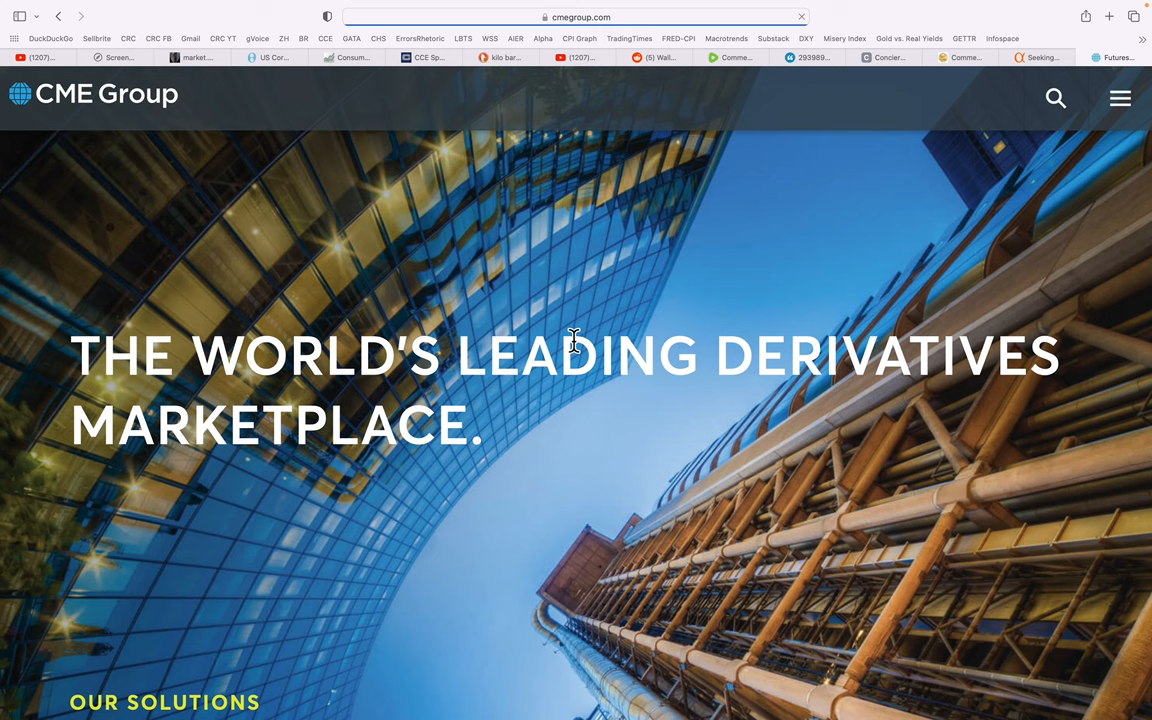 cmegroup.com
DuckDuckGo Sellbrite CRC CRC FB Gmail CRC YT gVoice ZH BR CCE GATA CHS ErrorsRhetoric LBTS WSS AIER Alpha CPI Graph TradingTimes FRED-CPI Macrotrends Substack DXY Misery Index Gold vs. Real Yields GETTR Infospace
(1207)... Screen... market.... US Cor... Consum... CCE Sp... kilo bar... (1207)... (5) Wall... Comme... 293989... Concier... Comme... Seeking... Futures...
CME Group
THE WORLD'S LEADING DERIVATIVES
MARKETPLACE.
OUR SOLUTIONS